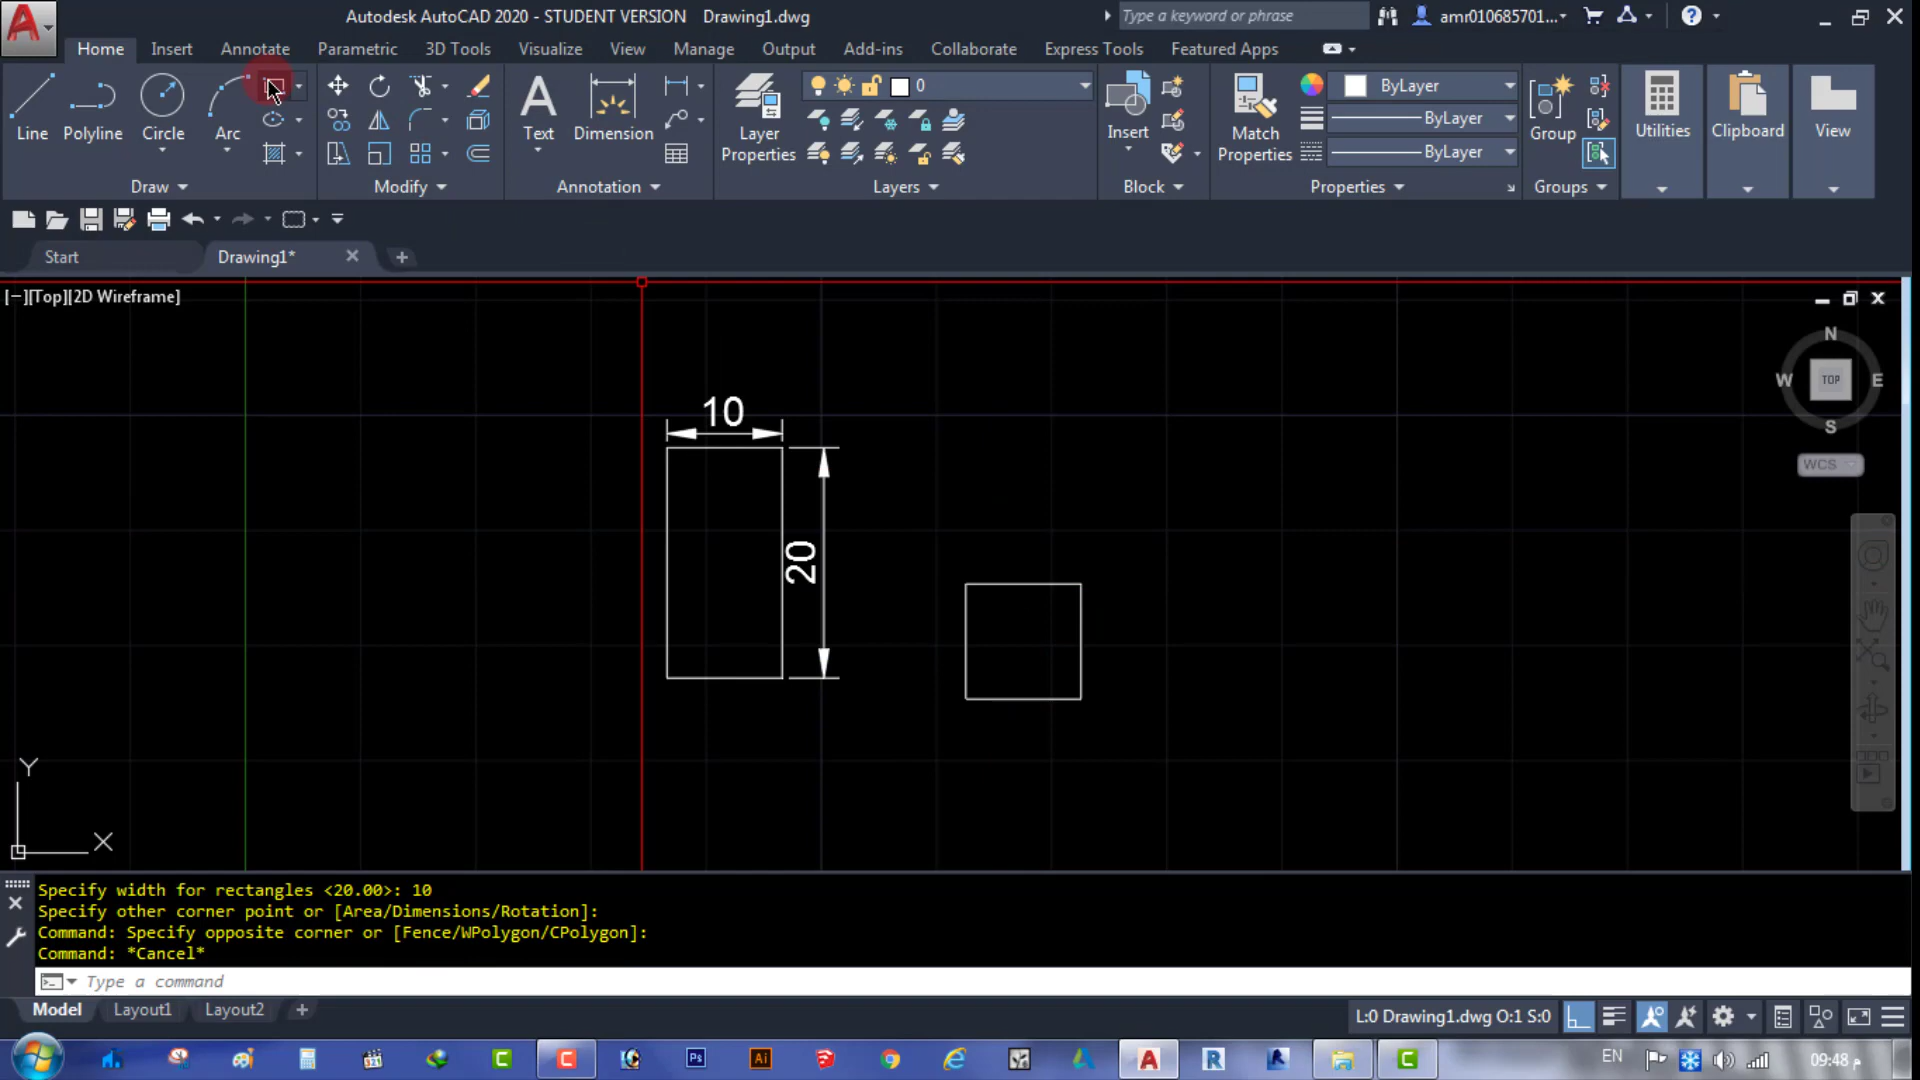 Autodesk AutoCAD 2020 - STUDENT VERSION Drawing1.dwg
Type a keyword or phrase
amr010685701...
Home Insert Annotate Parametric 3D Tools Visualize View Manage Output Add-ins Collaborate Express Tools Featured Apps
Line Polyline Circle Arc
Text Dimension
Layer Properties
0
Insert
Match Properties
ByLayer
ByLayer
ByLayer
Group
Utilities
Clipboard
View
Draw Modify Annotation Layers Block Properties Groups
Start Drawing1*
[−][Top][2D Wireframe]
N
W TOP E
S
WCS
10
20
Y
X
Specify width for rectangles <20.00>: 10
Specify other corner point or [Area/Dimensions/Rotation]:
Command: Specify opposite corner or [Fence/WPolygon/CPolygon]:
Command: *Cancel*
Type a command
Model Layout1 Layout2
L:0 Drawing1.dwg O:1 S:0
EN
09:48 م